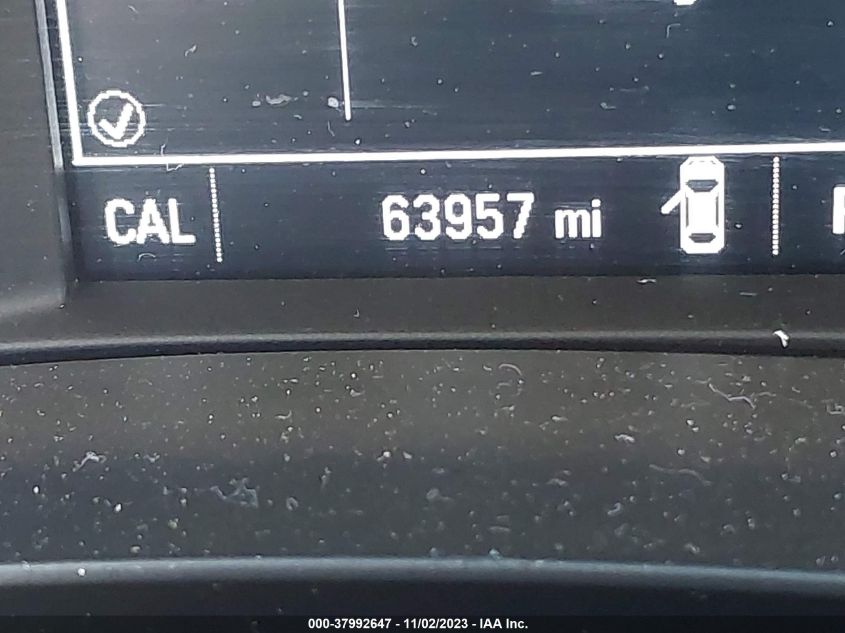 CAL 63957 mi
000-37992647 - 11/02/2023 - IAA Inc.